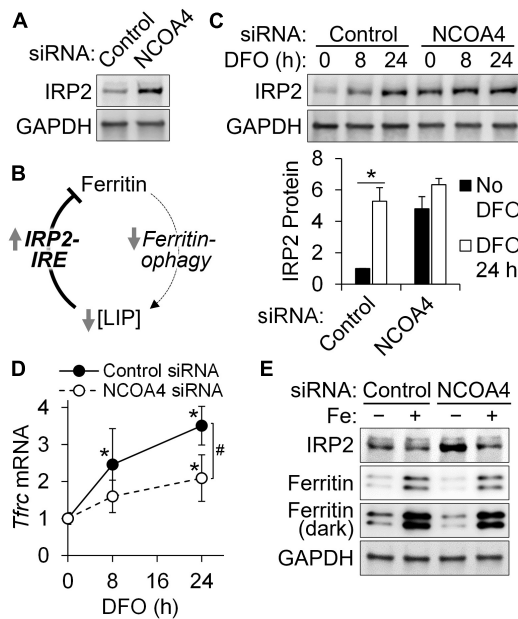 A
siRNA: Control NCOA4
IRP2
GAPDH
B
Ferritin
IRP2-
IRE
Ferritin-
ophagy
[LIP]
C
siRNA: Control NCOA4
DFO (h): 0 8 24 0 8 24
IRP2
GAPDH
IRP2 Protein
8
6
4
2
0
*
No
DFO
DFO
24 h
siRNA: Control NCOA4
D
Control siRNA
NCOA4 siRNA
Tfrc mRNA
4
3
2
1
0
* * * #
0 8 16 24
DFO (h)
E
siRNA: Control NCOA4
Fe: − + − +
IRP2
Ferritin
Ferritin
(dark)
GAPDH